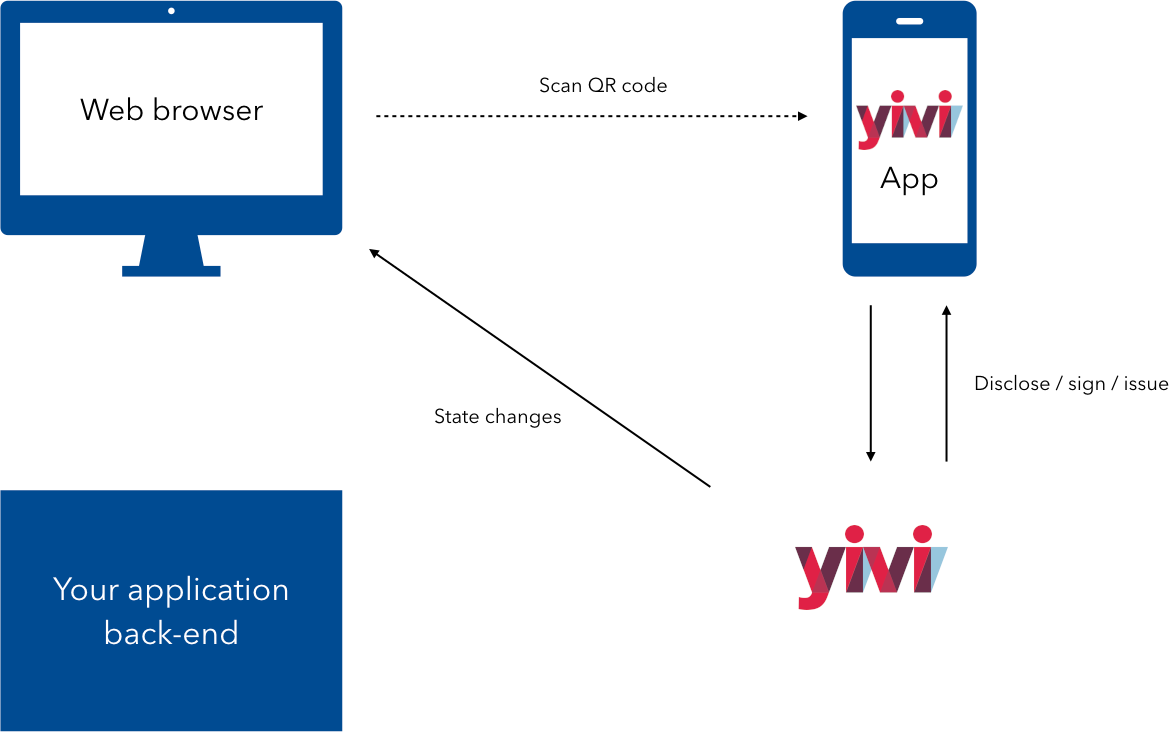 Web browser
Scan QR code
yivi
App
Disclose / sign / issue
State changes
yivi
Your application
back-end